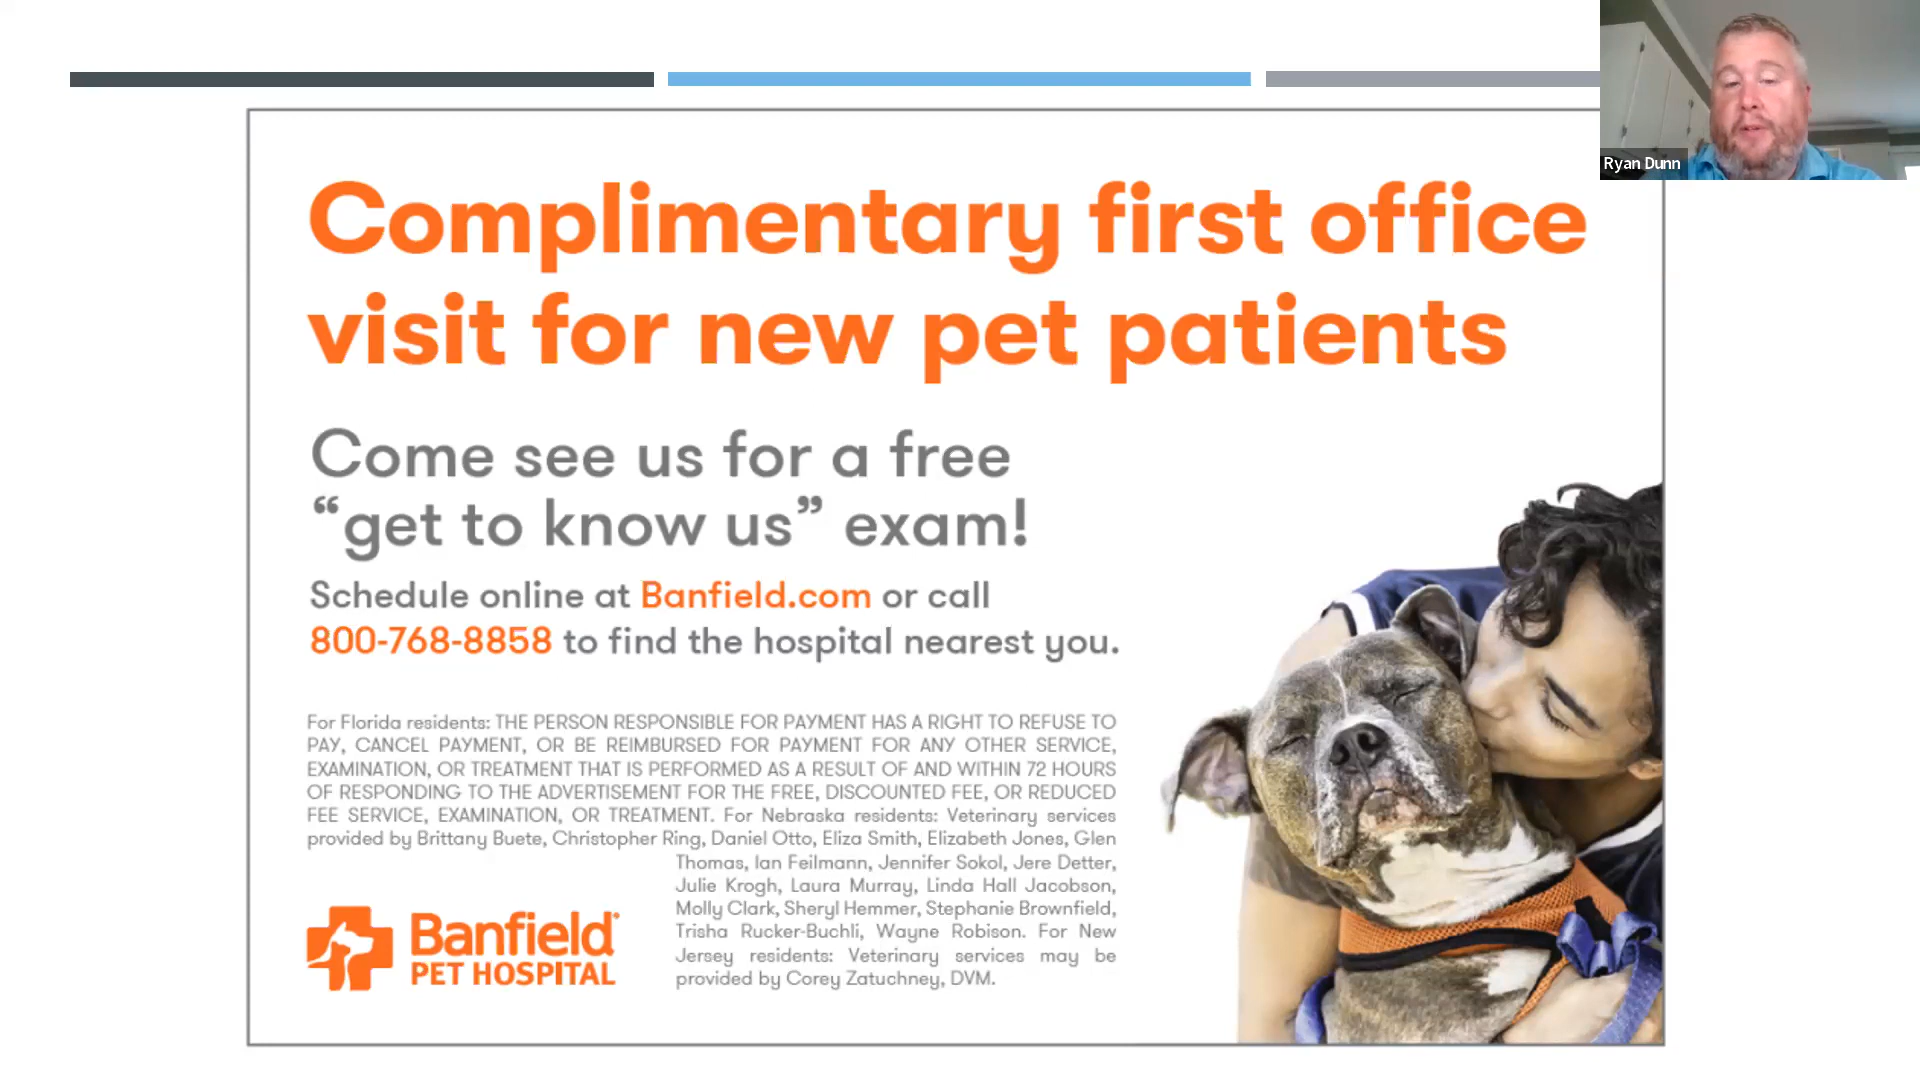 Ryan Dunn
Complimentary first office
visit for new pet patients
Come see us for a free
“get to know us” exam!
Schedule online at Banfield.com or call
800-768-8858 to find the hospital nearest you.
For Florida residents: THE PERSON RESPONSIBLE FOR PAYMENT HAS A RIGHT TO REFUSE TO
PAY, CANCEL PAYMENT, OR BE REIMBURSED FOR PAYMENT FOR ANY OTHER SERVICE,
EXAMINATION, OR TREATMENT THAT IS PERFORMED AS A RESULT OF AND WITHIN 72 HOURS
OF RESPONDING TO THE ADVERTISEMENT FOR THE FREE, DISCOUNTED FEE, OR REDUCED
FEE SERVICE, EXAMINATION, OR TREATMENT. For Nebraska residents: Veterinary services
provided by Brittany Buete, Christopher Ring, Daniel Otto, Eliza Smith, Elizabeth Jones, Glen
Thomas, Ian Feilmann, Jennifer Sokol, Jere Detter,
Julie Krogh, Laura Murray, Linda Hall Jacobson,
Molly Clark, Sheryl Hemmer, Stephanie Brownfield,
Trisha Rucker-Buchli, Wayne Robison. For New
Jersey residents: Veterinary services may be
provided by Corey Zatuchney, DVM.
Banfield
PET HOSPITAL